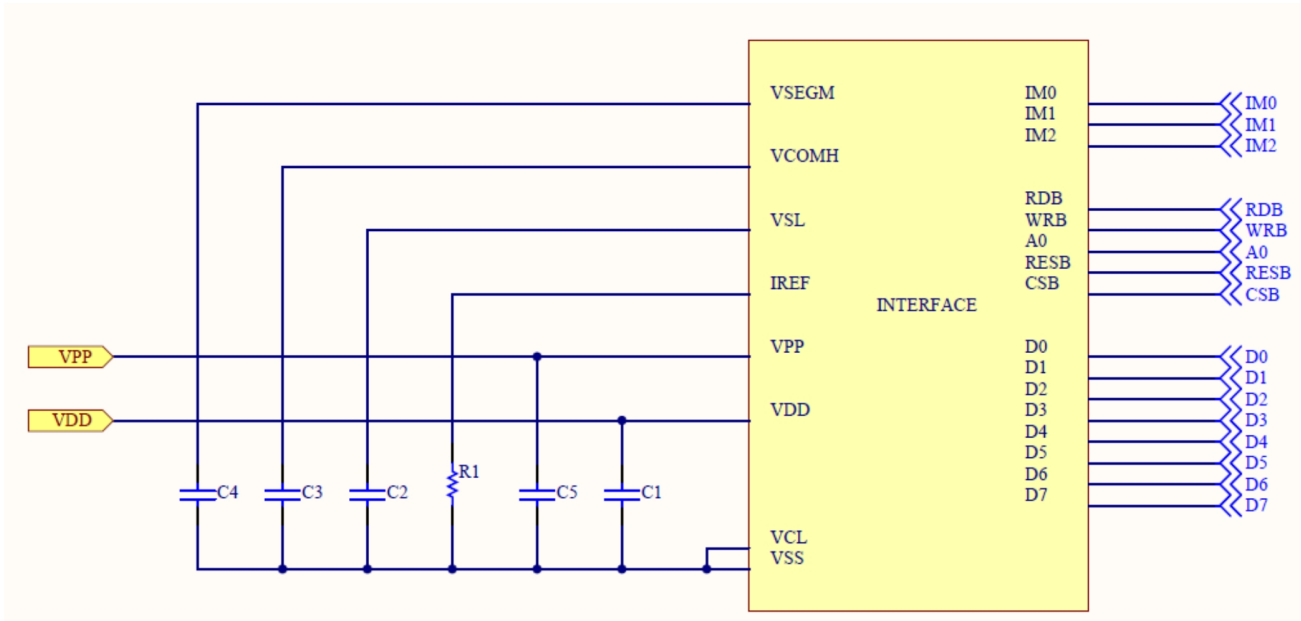 VSEGM
VCOMH
VSL
IREF
VPP
VDD
VCL
VSS
INTERFACE
IM0
IM1
IM2
RDB
WRB
A0
RESB
CSB
D0
D1
D2
D3
D4
D5
D6
D7
IM0
IM1
IM2
RDB
WRB
A0
RESB
CSB
D0
D1
D2
D3
D4
D5
D6
D7
VPP
VDD
C4
C3
C2
R1
C5
C1